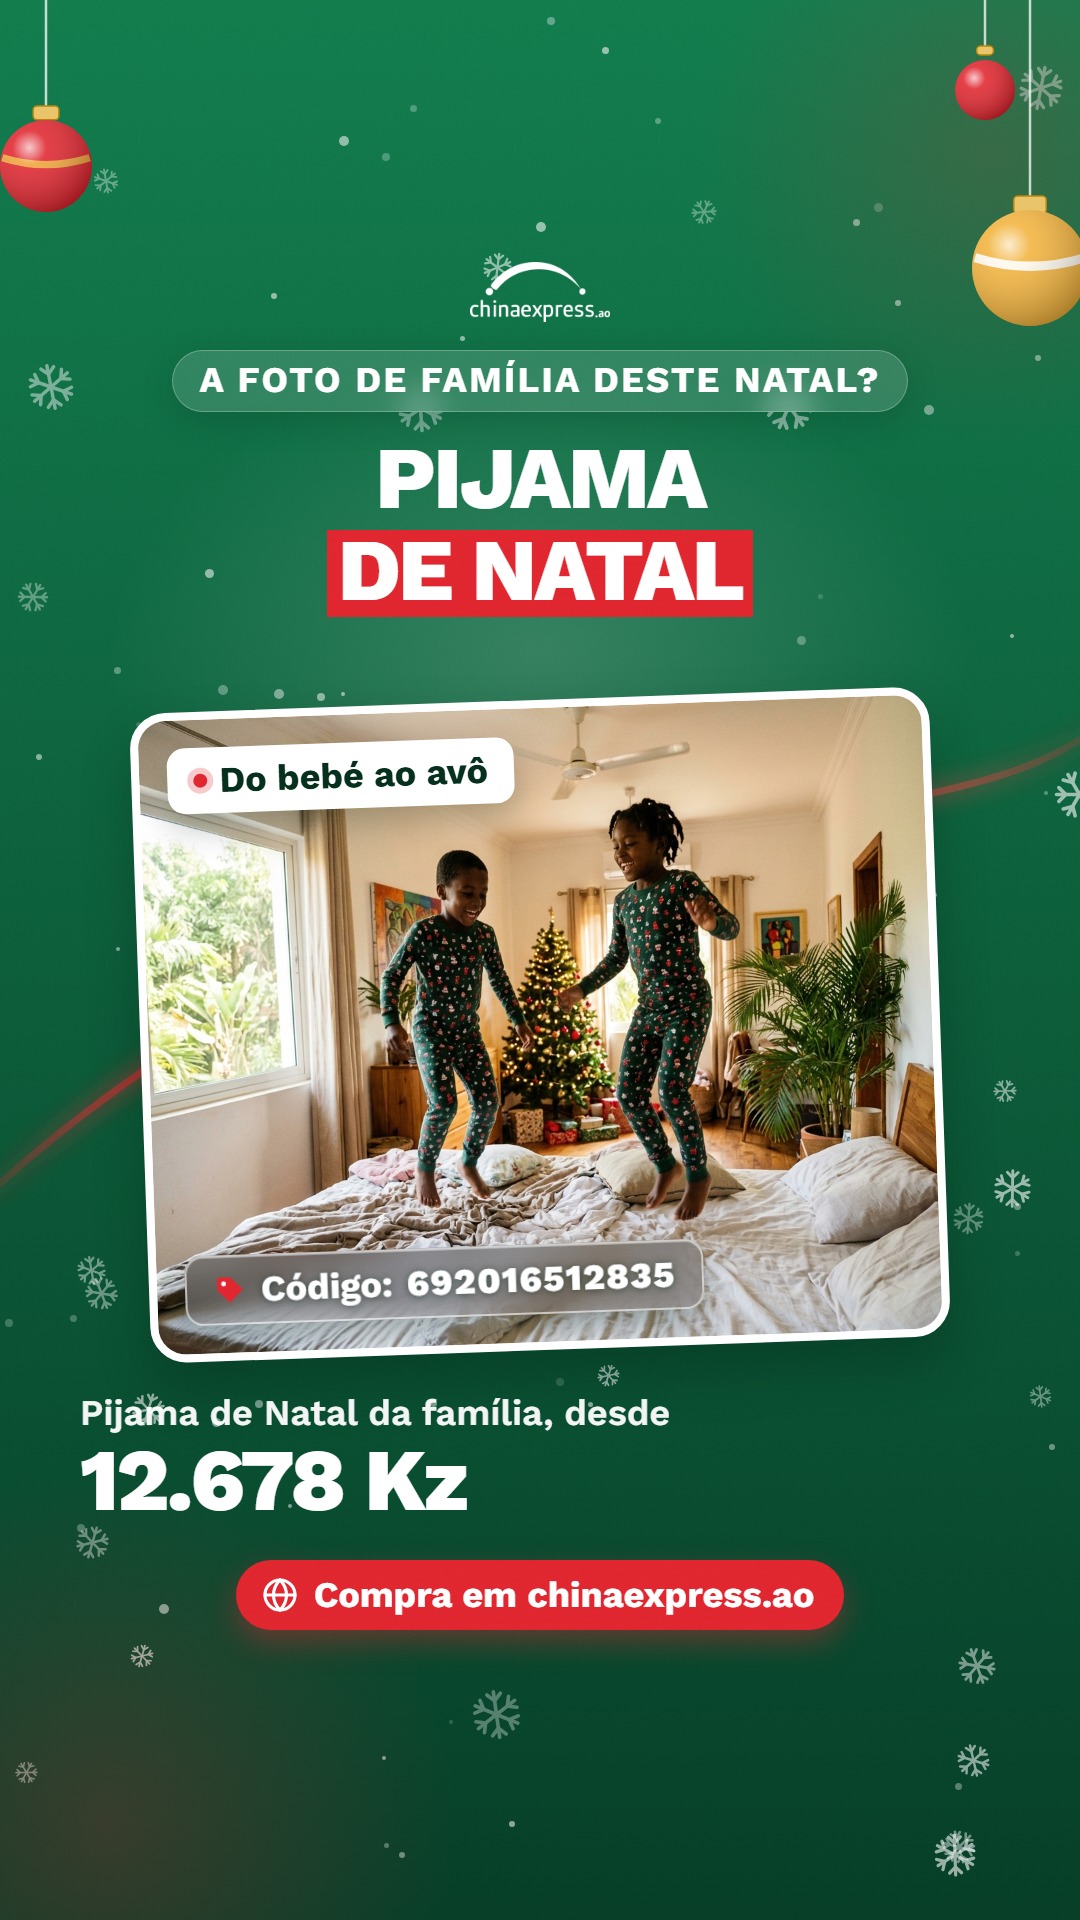 chinaexpress.ao
A FOTO DE FAMÍLIA DESTE NATAL?
PIJAMA
DE NATAL
Do bebé ao avô
Código: 692016512835
Pijama de Natal da família, desde
12.678 Kz
Compra em chinaexpress.ao